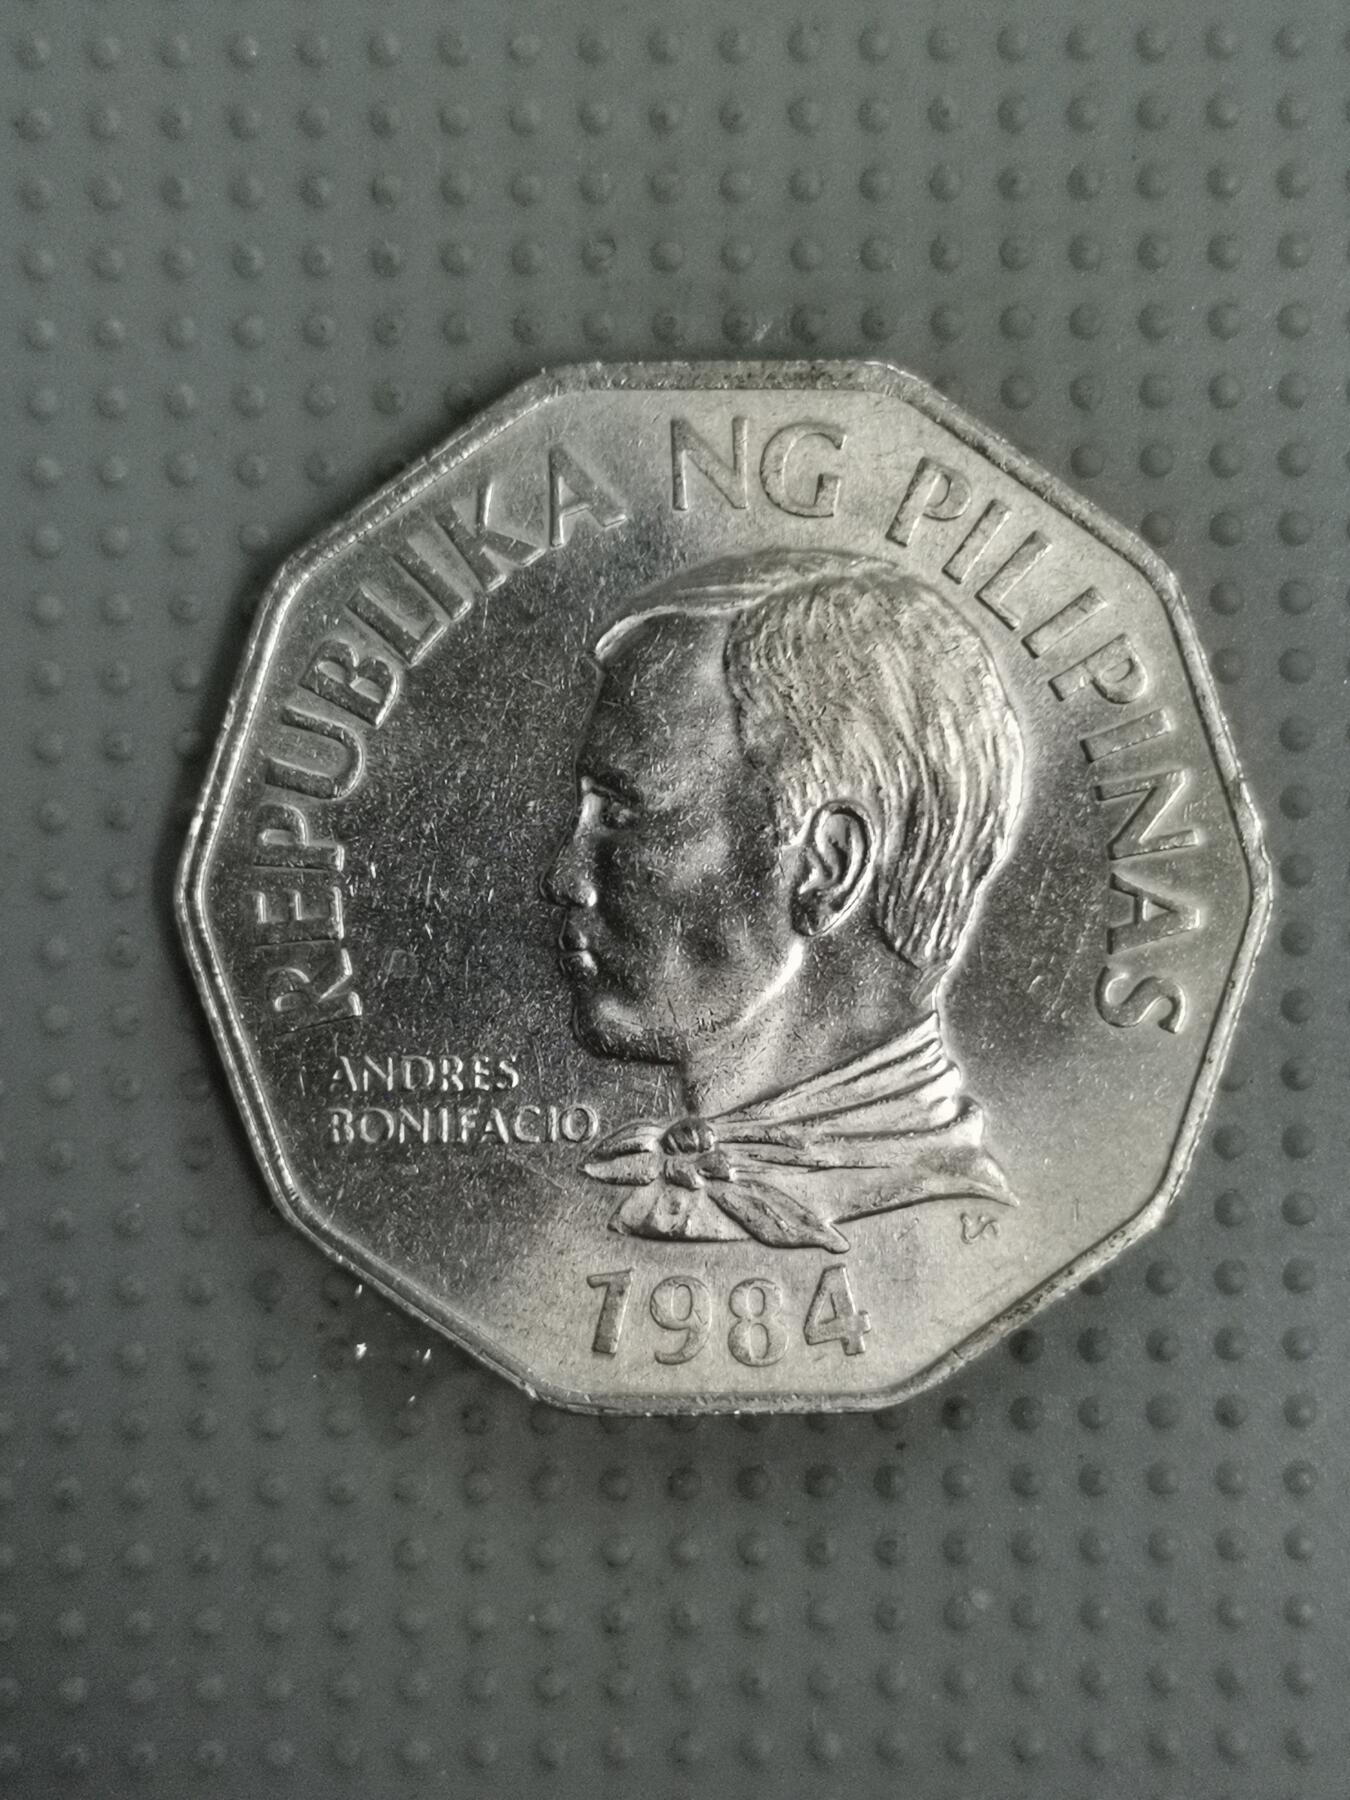 REPUBLIKA NG PILIPINAS
ANDRES
BONIFACIO
1984